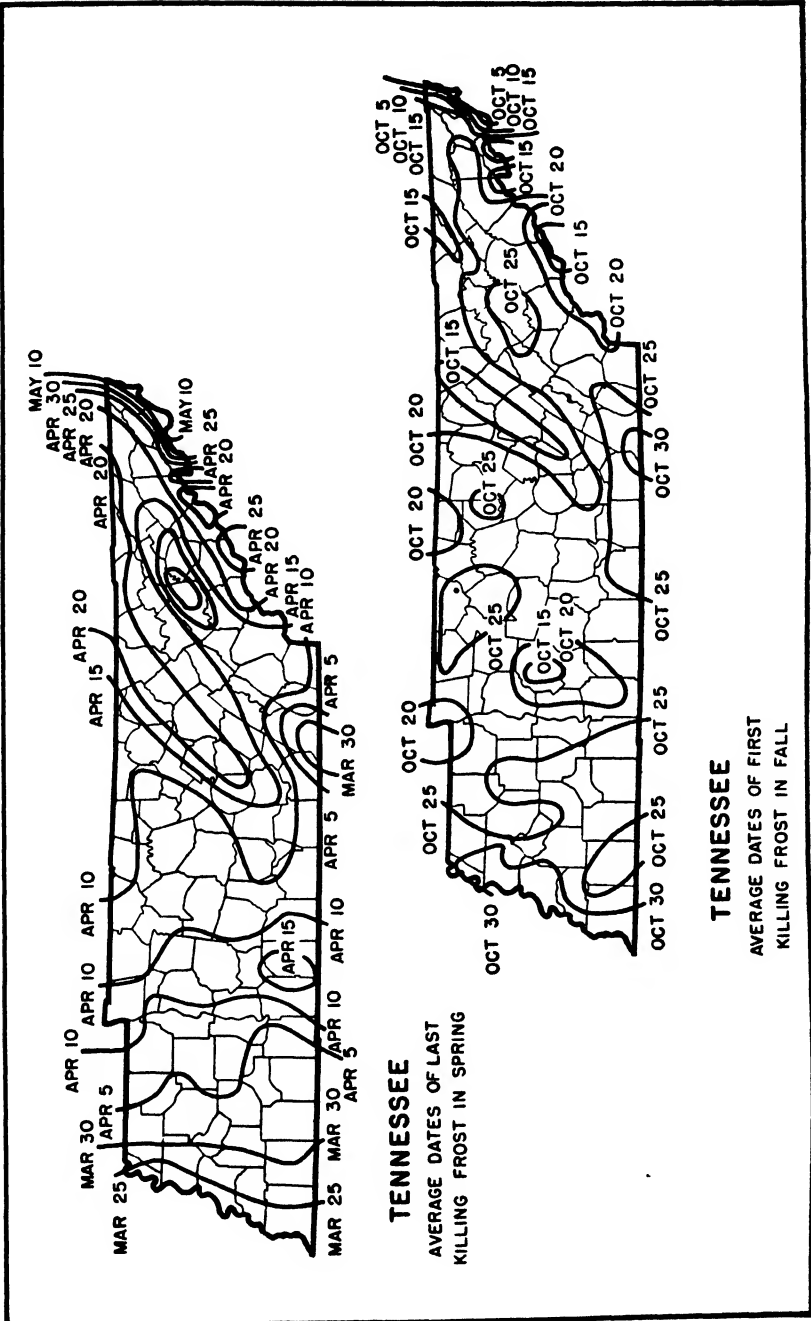 MAR 25
MAR 30
APR 5
APR 10
APR 10
APR 10
APR 15
APR 20
APR 20
APR 20
APR 25
APR 30
MAY 10
MAY 10
APR 25
APR 20
APR 25
APR 20
APR 15
APR 10
MAR 25
MAR 30
APR 5
APR 10
APR 15
APR 10
APR 5
MAR 30
APR 5
TENNESSEE
AVERAGE DATES OF LAST
KILLING FROST IN SPRING
OCT 25
OCT 20
OCT 20
OCT 20
OCT 15
OCT 15
OCT 15
OCT 10
OCT 5
OCT 5
OCT 10
OCT 15
OCT 15
OCT 20
OCT 15
OCT 20
OCT 25
OCT 25
OCT 25
OCT 15
OCT 20
OCT 30
OCT 30
OCT 25
OCT 25
OCT 25
OCT 30
OCT 25
TENNESSEE
AVERAGE DATES OF FIRST
KILLING FROST IN FALL